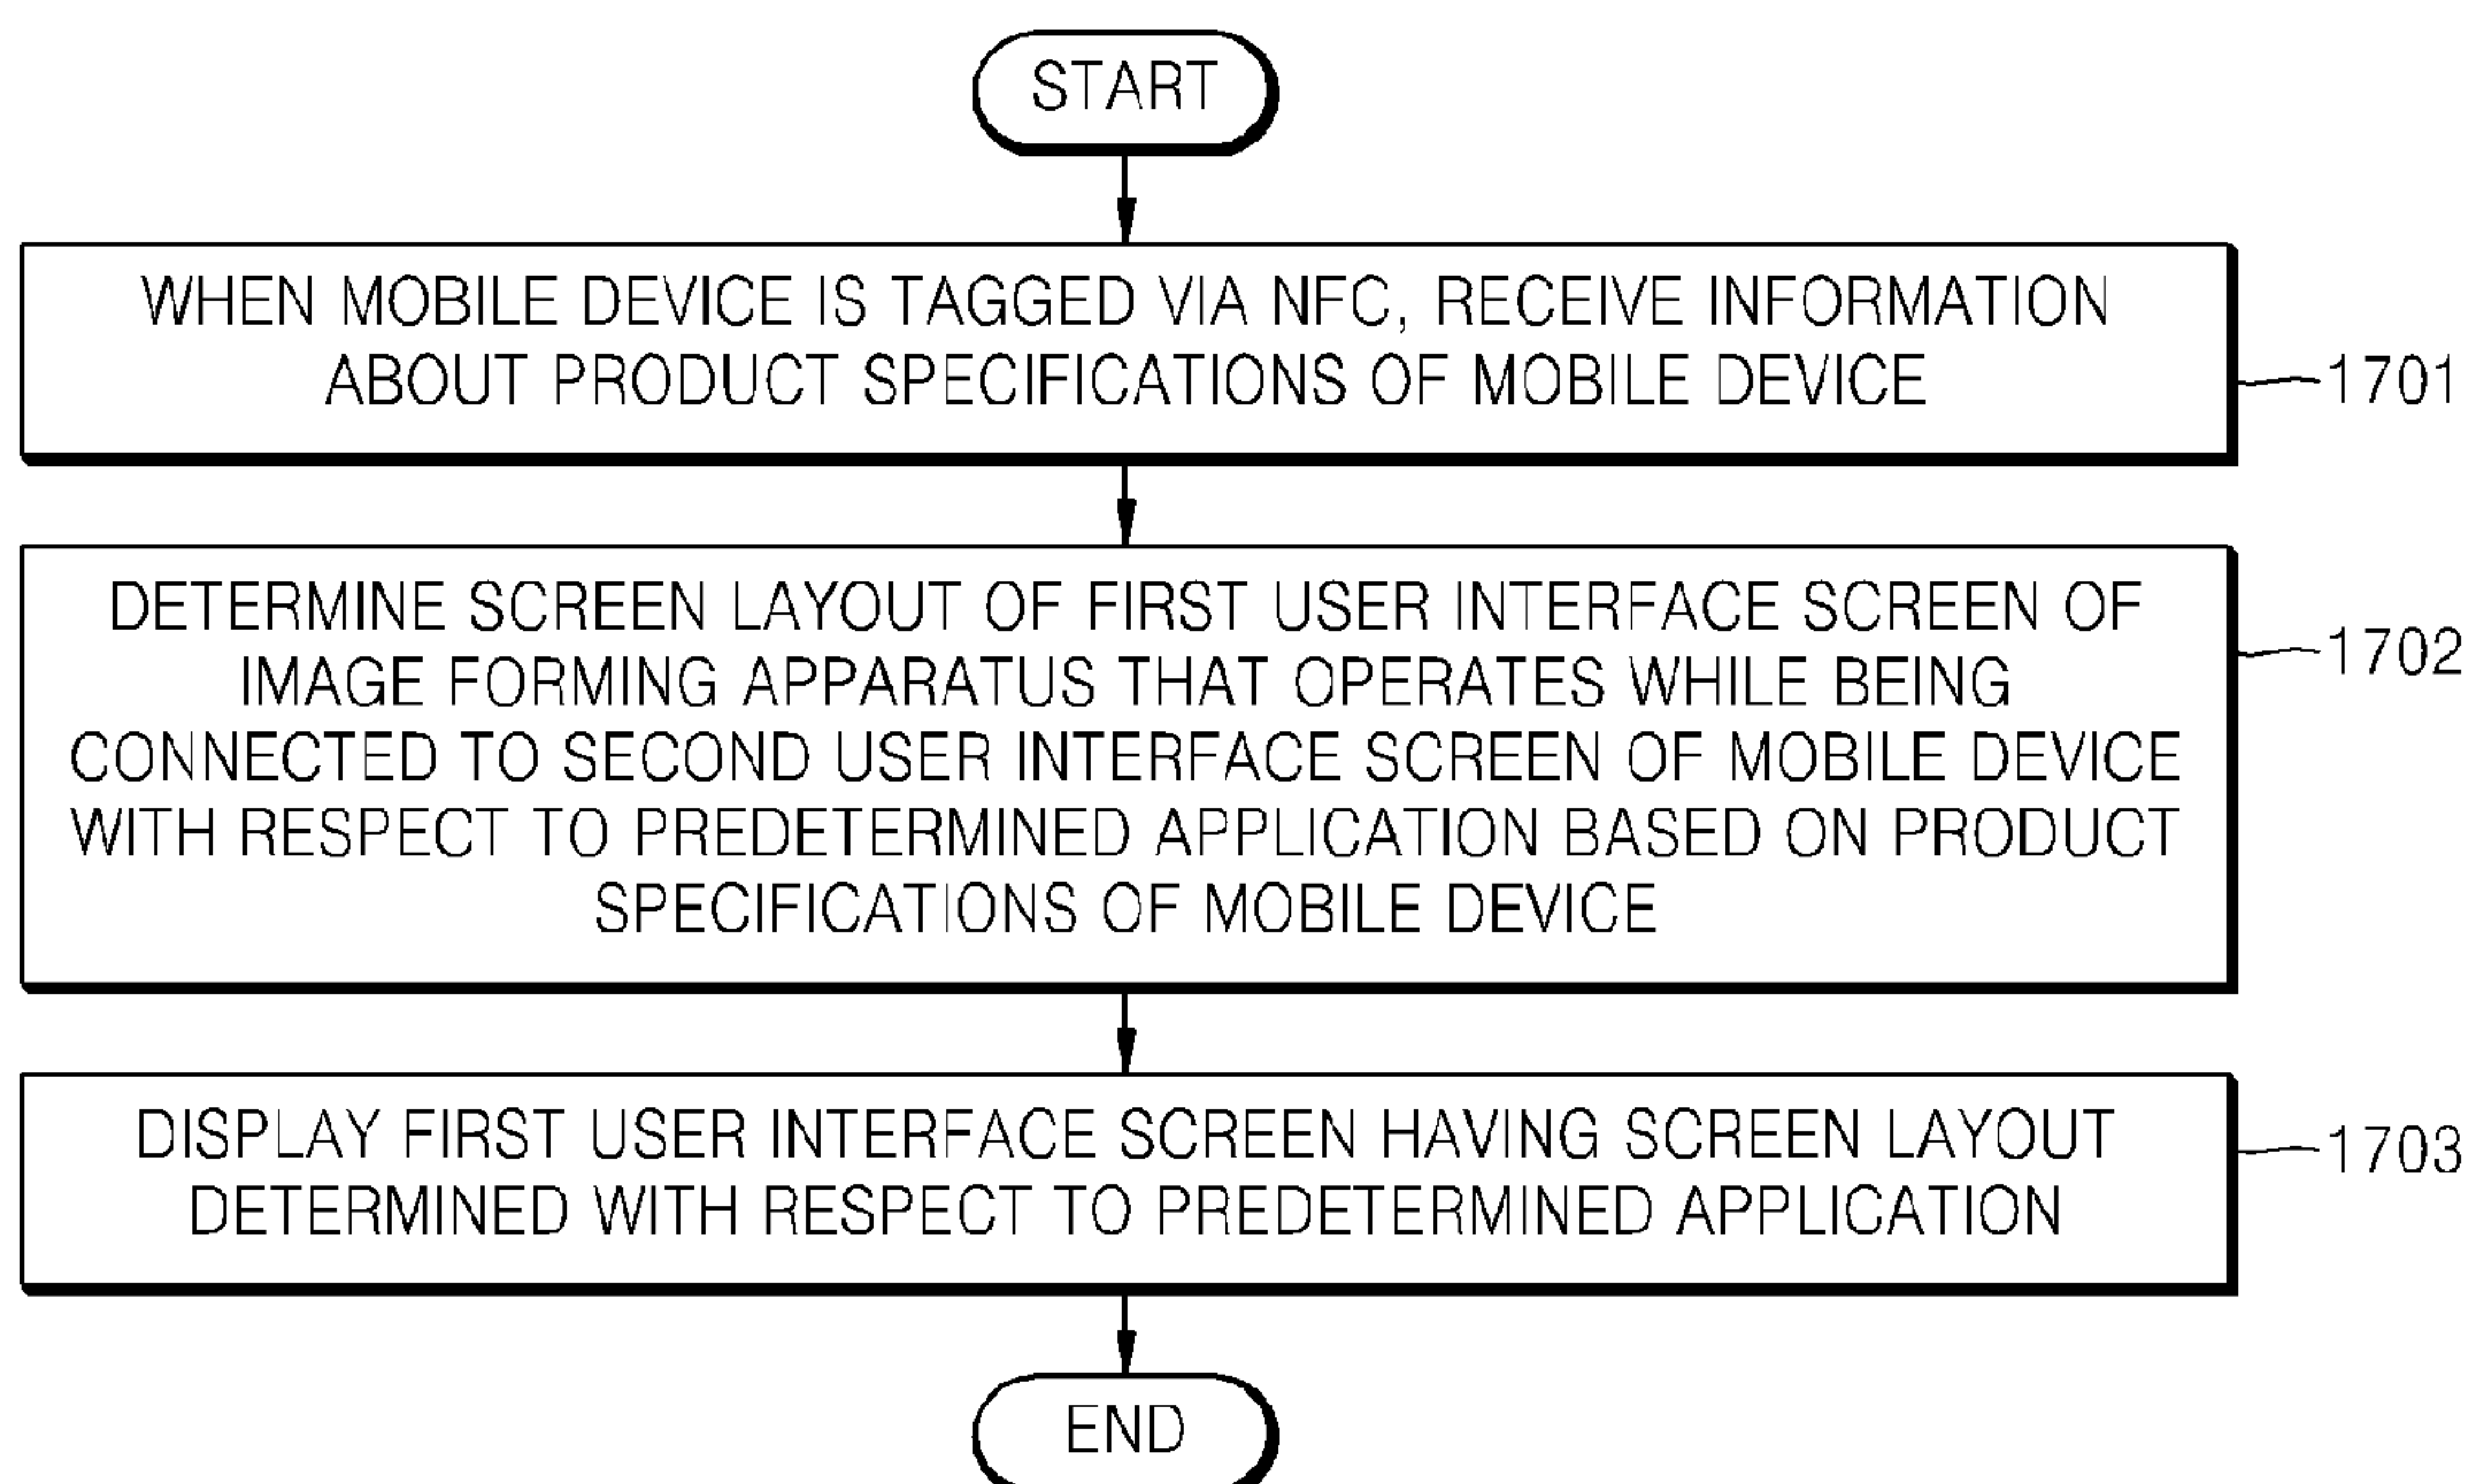 START
WHEN MOBILE DEVICE IS TAGGED VIA NFC, RECEIVE INFORMATION
ABOUT PRODUCT SPECIFICATIONS OF MOBILE DEVICE
1701
DETERMINE SCREEN LAYOUT OF FIRST USER INTERFACE SCREEN OF
IMAGE FORMING APPARATUS THAT OPERATES WHILE BEING
CONNECTED TO SECOND USER INTERFACE SCREEN OF MOBILE DEVICE
WITH RESPECT TO PREDETERMINED APPLICATION BASED ON PRODUCT
SPECIFICATIONS OF MOBILE DEVICE
1702
DISPLAY FIRST USER INTERFACE SCREEN HAVING SCREEN LAYOUT
DETERMINED WITH RESPECT TO PREDETERMINED APPLICATION
1703
END